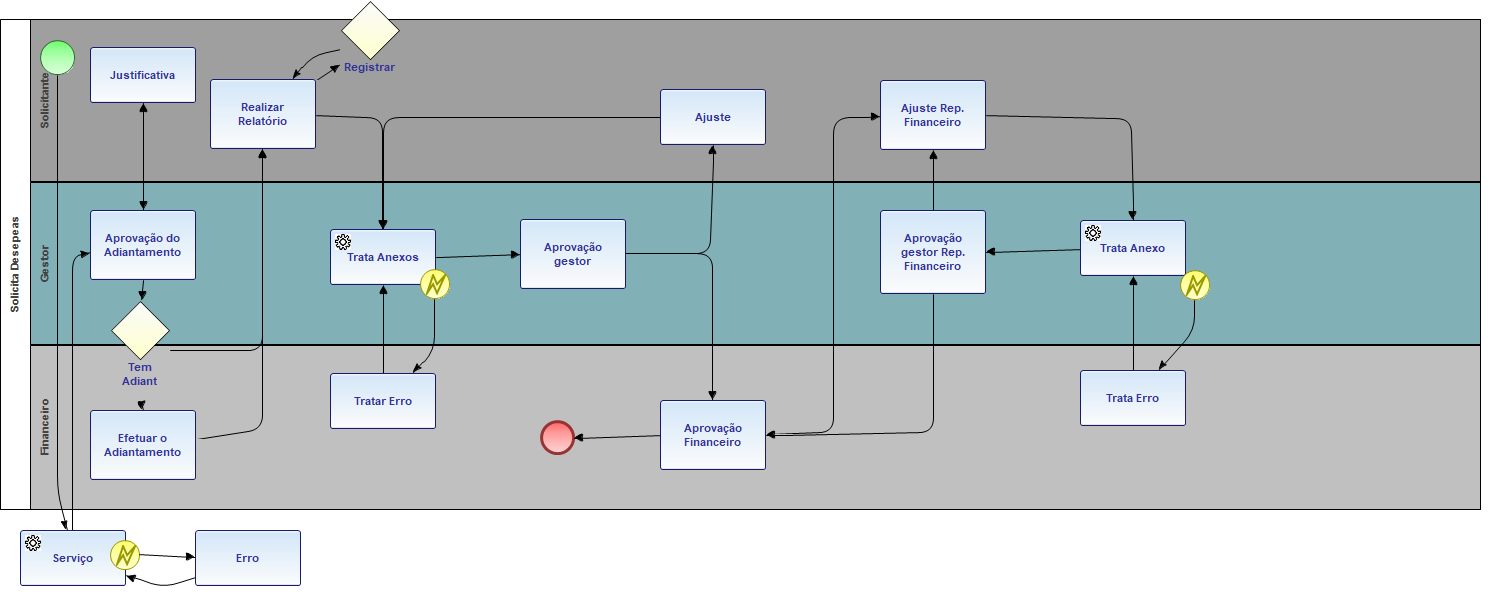 Solicita Desepeas
Solicitante
Justificativa
Registrar
Realizar
Relatório
Ajuste
Ajuste Rep.
Financeiro
Gestor
Aprovação do
Adiantamento
Trata Anexos
Aprovação
gestor
Aprovação
gestor Rep.
Financeiro
Trata Anexo
Tem
Adiant
Financeiro
Efetuar o
Adiantamento
Tratar Erro
Aprovação
Financeiro
Trata Erro
Serviço
Erro